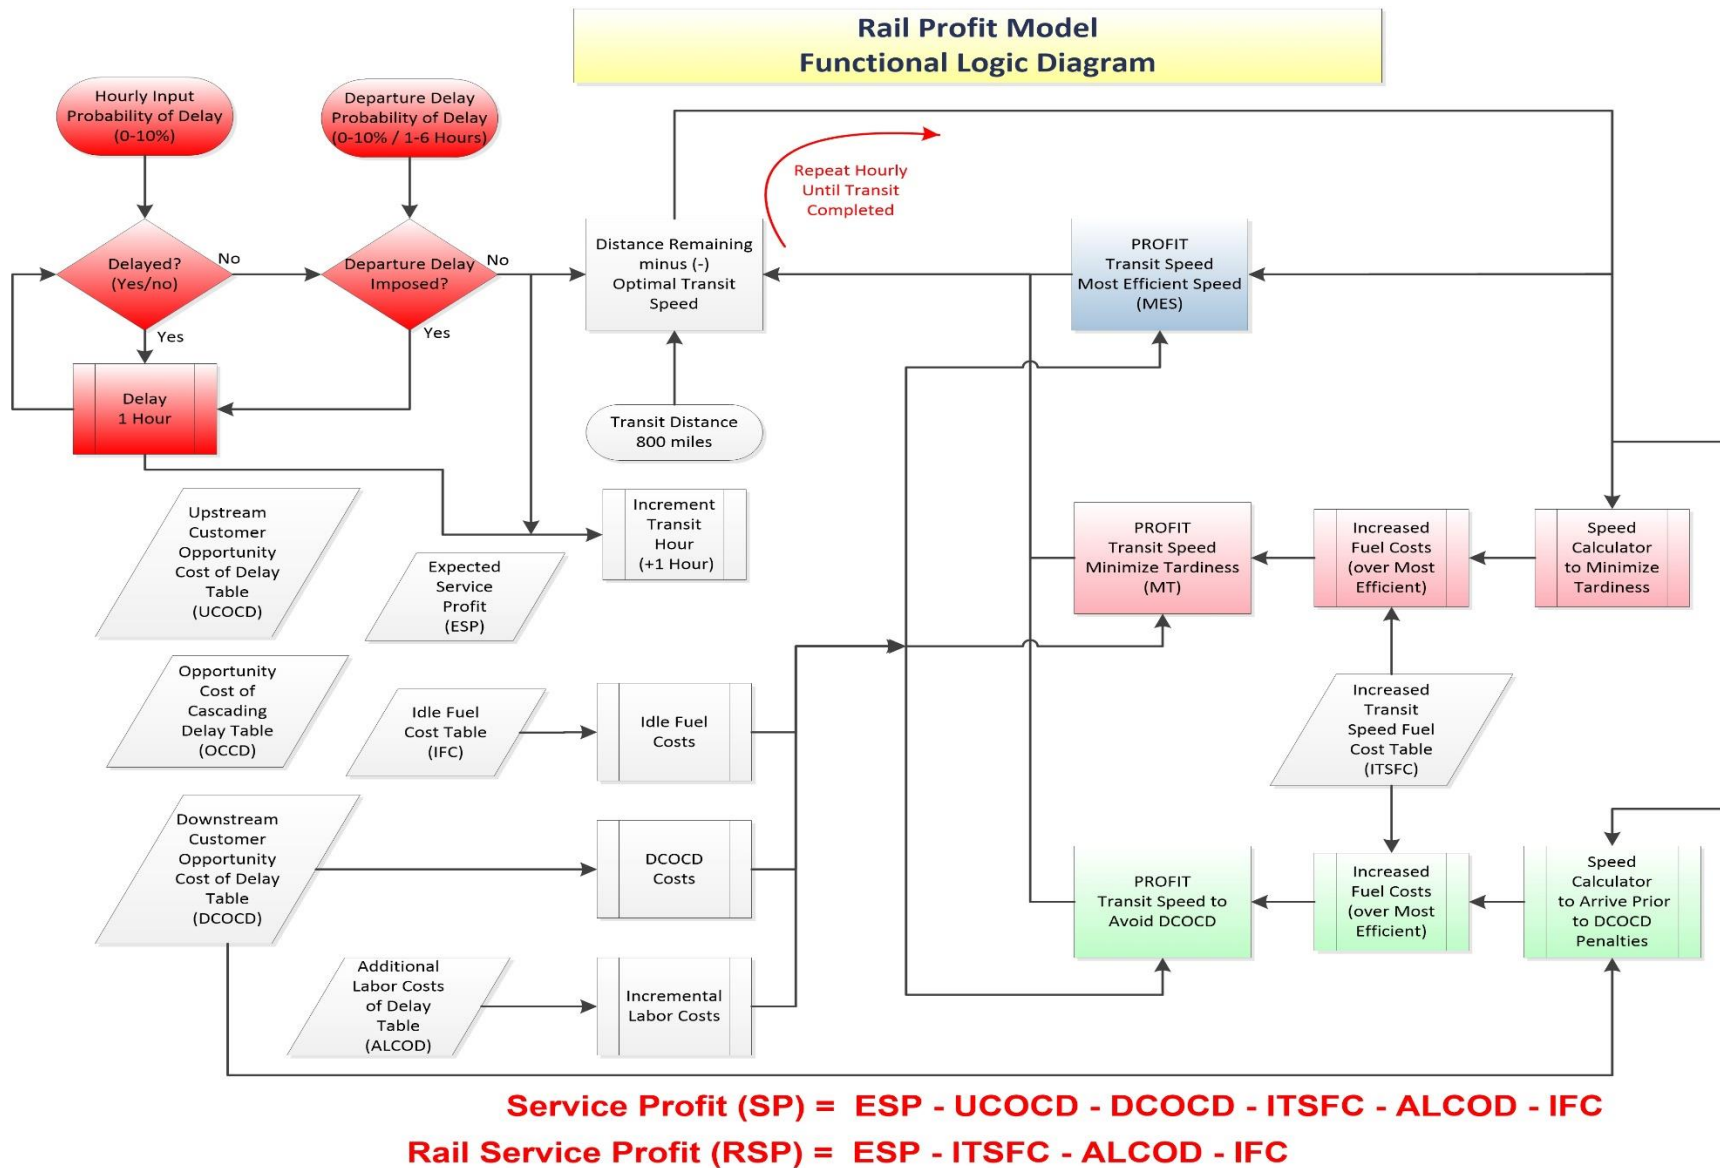 Rail Profit Model
Functional Logic Diagram
Hourly Input
Probability of Delay
(0-10%)
Departure Delay
Probability of Delay
(0-10% / 1-6 Hours)
Repeat Hourly
Until Transit
Completed
Delayed?
(Yes/no)
No
Yes
Departure Delay
Imposed?
No
Yes
Distance Remaining
minus (-)
Optimal Transit
Speed
PROFIT
Transit Speed
Most Efficient Speed
(MES)
Delay
1 Hour
Transit Distance
800 miles
Upstream
Customer
Opportunity
Cost of Delay
Table
(UCOCD)
Expected
Service
Profit
(ESP)
Increment
Transit
Hour
(+1 Hour)
PROFIT
Transit Speed
Minimize Tardiness
(MT)
Increased
Fuel Costs
(over Most
Efficient)
Speed
Calculator
to Minimize
Tardiness
Opportunity
Cost of
Cascading
Delay Table
(OCCD)
Idle Fuel
Cost Table
(IFC)
Idle Fuel
Costs
Increased
Transit
Speed Fuel
Cost Table
(ITSFC)
Downstream
Customer
Opportunity
Cost of Delay
Table
(DCOCD)
DCOCD
Costs
PROFIT
Transit Speed to
Avoid DCOCD
Increased
Fuel Costs
(over Most
Efficient)
Speed
Calculator
to Arrive Prior
to DCOCD
Penalties
Additional
Labor Costs
of Delay
Table
(ALCOD)
Incremental
Labor Costs
Service Profit (SP) = ESP - UCOCD - DCOCD - ITSFC - ALCOD - IFC
Rail Service Profit (RSP) = ESP - ITSFC - ALCOD - IFC